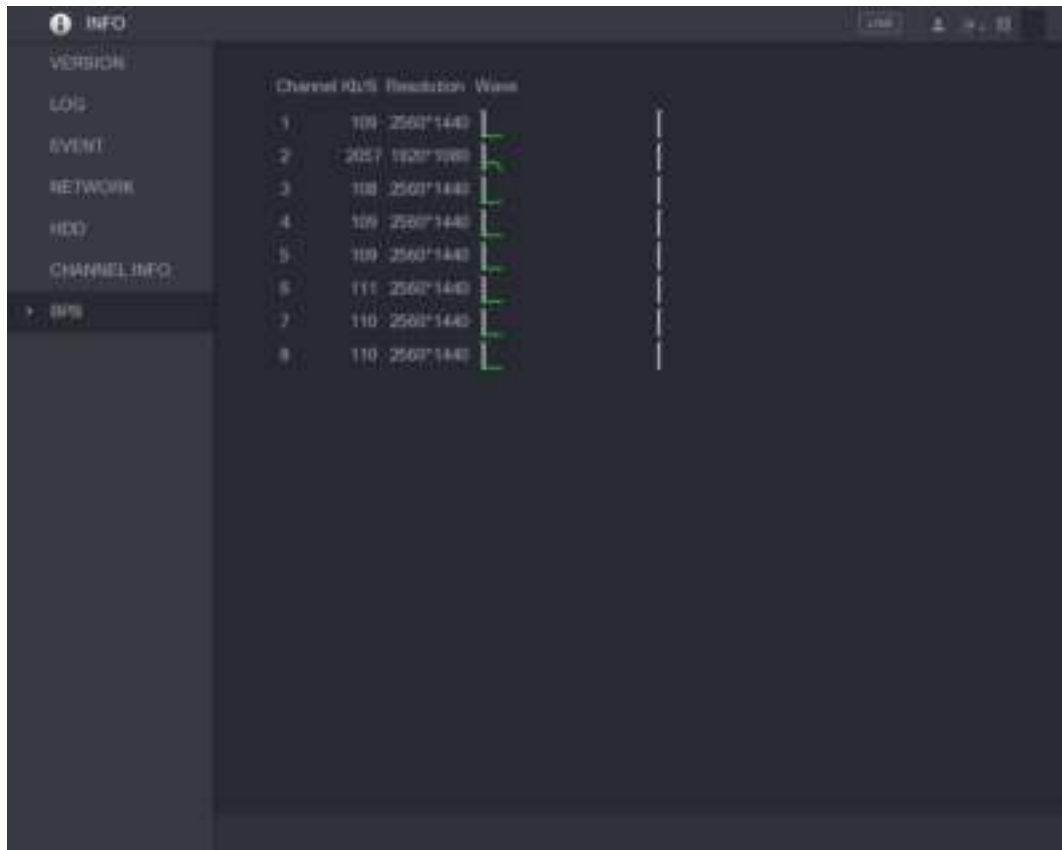 INFO
LIVE
VERSION
LOG
EVENT
NETWORK
HDD
CHANNEL INFO
BPS
Channel Kb/S Resolution Wave
1 109 2560*1440
2 2057 1920*1080
3 108 2560*1440
4 109 2560*1440
5 109 2560*1440
6 111 2560*1440
7 110 2560*1440
8 110 2560*1440